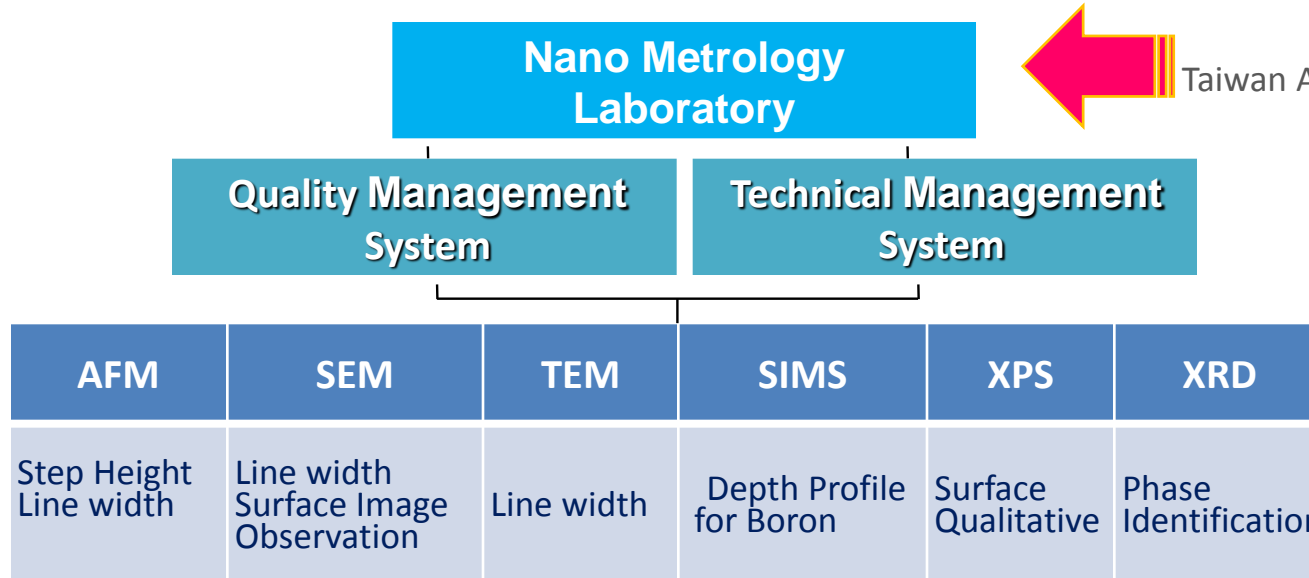 Nano Metrology
Laboratory
Taiwan A
Quality Management
System
Technical Management
System
AFM
SEM
TEM
SIMS
XPS
XRD
Step Height
Line width
Line width
Surface Image
Observation
Line width
Depth Profile
for Boron
Surface
Qualitative
Phase
Identification